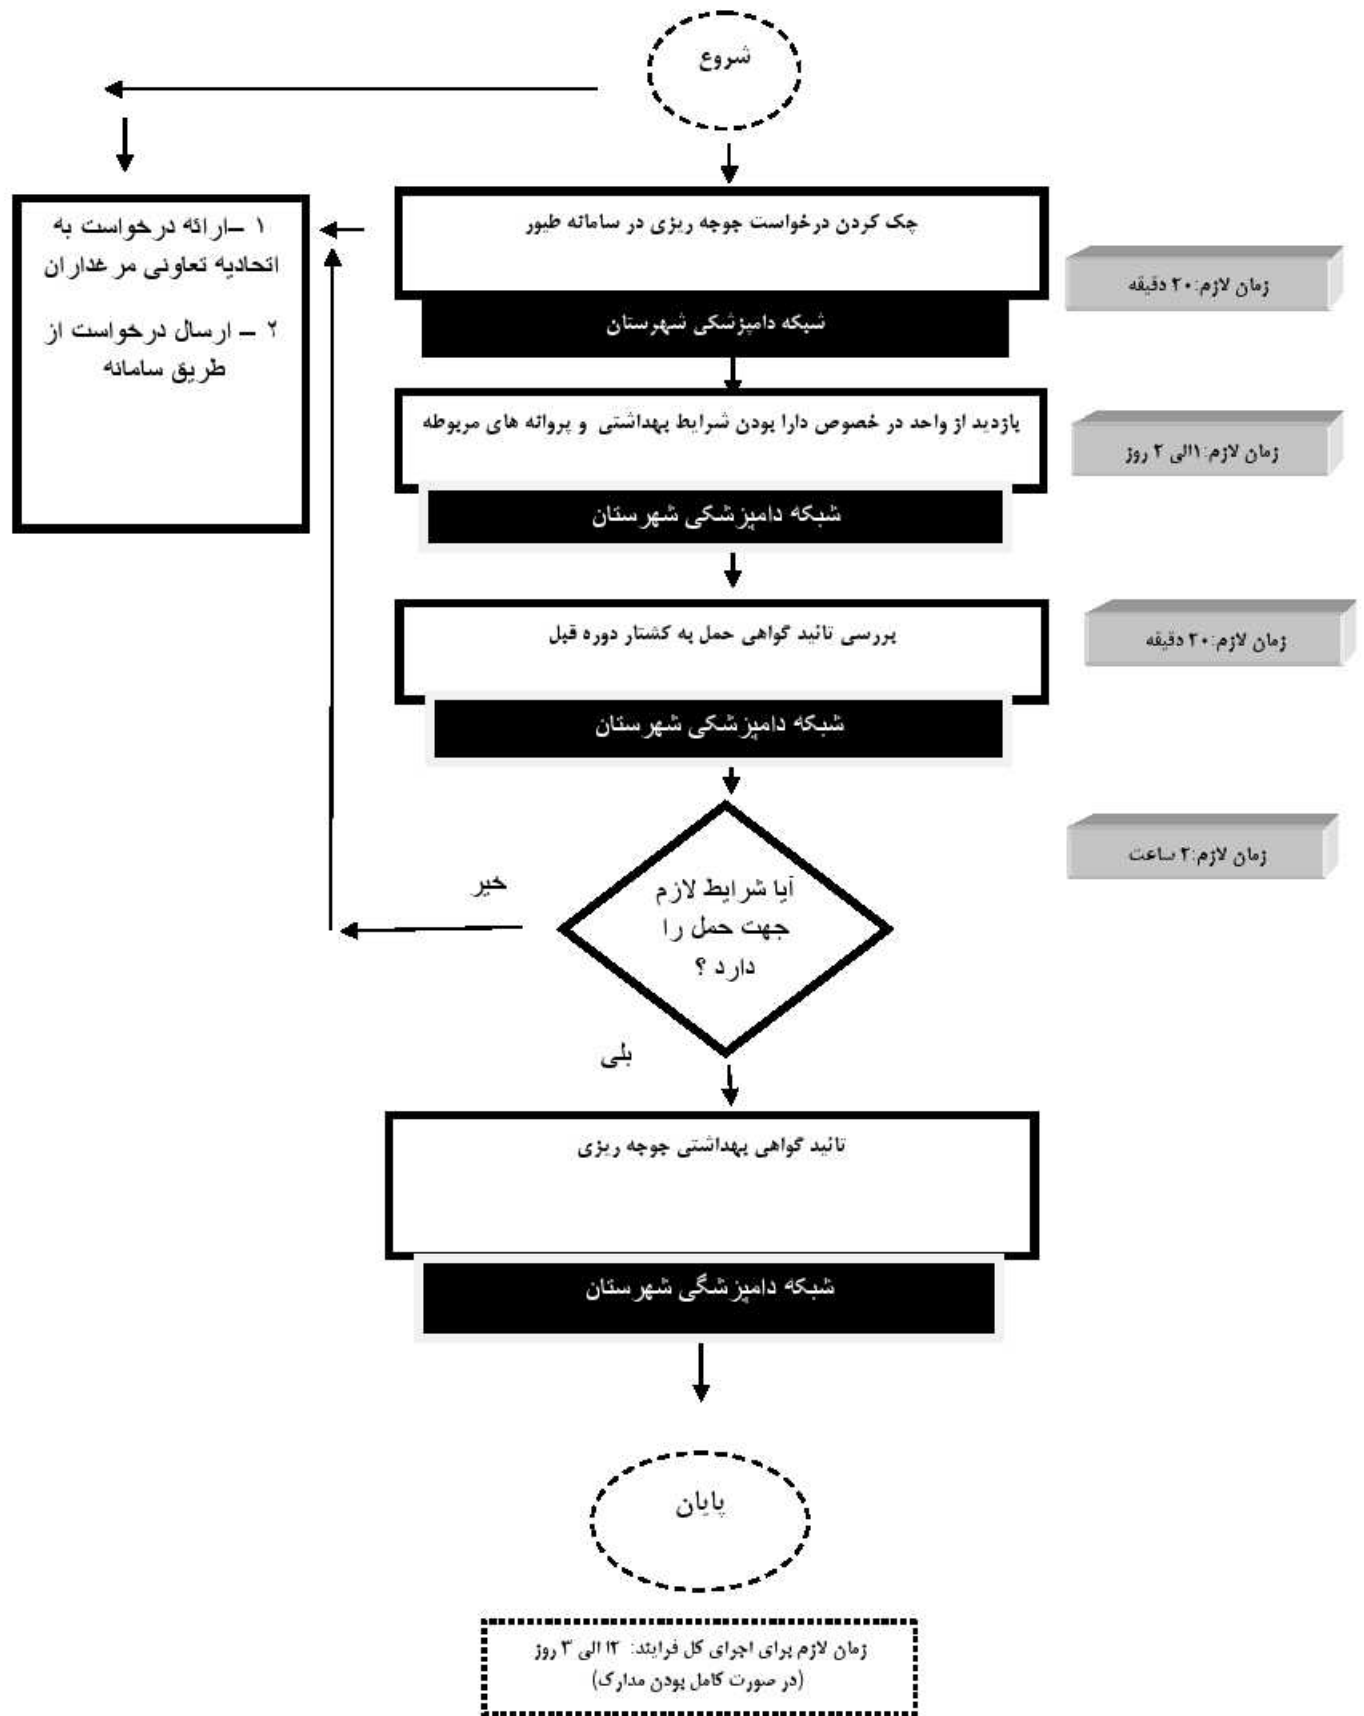 شروع
چک کردن درخواست جوجه ریزی در سامانه طیور
شبکه دامپزشکی شهرستان
زمان لازم:۲۰ دقیقه
۱ –ارائه درخواست به
اتحادیه تعاونی مرغداران
۲ – ارسال درخواست از
طریق سامانه
بازدید از واحد در خصوص دارا بودن شرایط بهداشتی و پروانه های مربوطه
شبکه دامپزشکی شهرستان
زمان لازم:۱الی ۲ روز
بررسی تائید گواهی حمل به کشتار دوره قبل
شبکه دامپزشکی شهرستان
زمان لازم:۲۰ دقیقه
آیا شرایط لازم
جهت حمل را
دارد ؟
خیر
بلی
زمان لازم:۲ ساعت
تائید گواهی بهداشتی جوجه ریزی
شبکه دامپزشگی شهرستان
پایان
زمان لازم برای اجرای کل فرایند: ۱۲ الی ۳ روز
(در صورت کامل بودن مدارک)